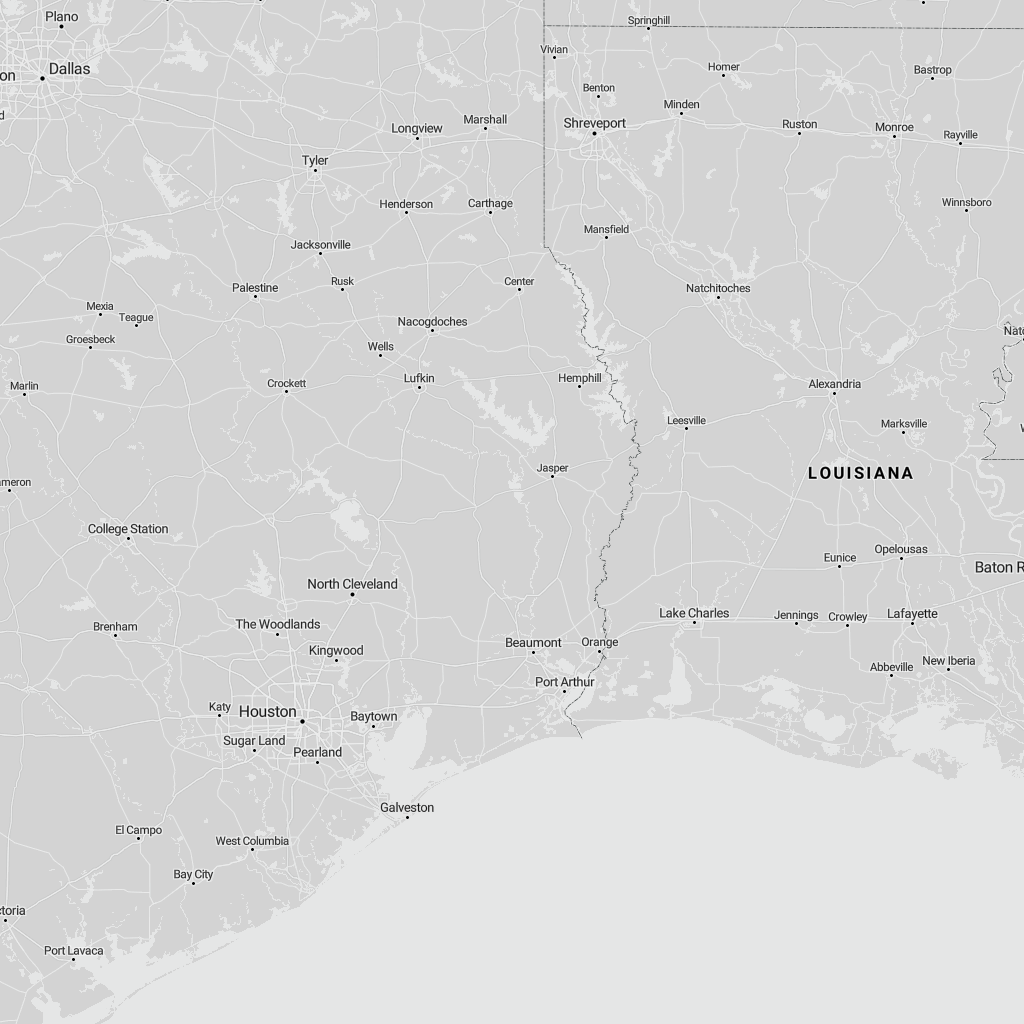 Plano
Springhill
Vivian
Dallas
on
Homer
Bastrop
Benton
Minden
d
Shreveport
Marshall
Longview
Ruston
Monroe
Rayville
Tyler
Henderson
Carthage
Winnsboro
Mansfield
Jacksonville
Palestine
Rusk
Center
Natchitoches
Mexia
Teague
Nacogdoches
Natc
Groesbeck
Wells
Marlin
Crockett
Lufkin
Hemphill
Alexandria
Leesville
Marksville
Jasper
LOUISIANA
meron
College Station
Eunice
Opelousas
Baton R
North Cleveland
Lake Charles
Jennings
Crowley
Lafayette
Brenham
The Woodlands
Kingwood
Beaumont
Orange
Abbeville
New Iberia
Port Arthur
Katy
Houston
Baytown
Sugar Land
Pearland
Galveston
El Campo
West Columbia
Bay City
ctoria
Port Lavaca